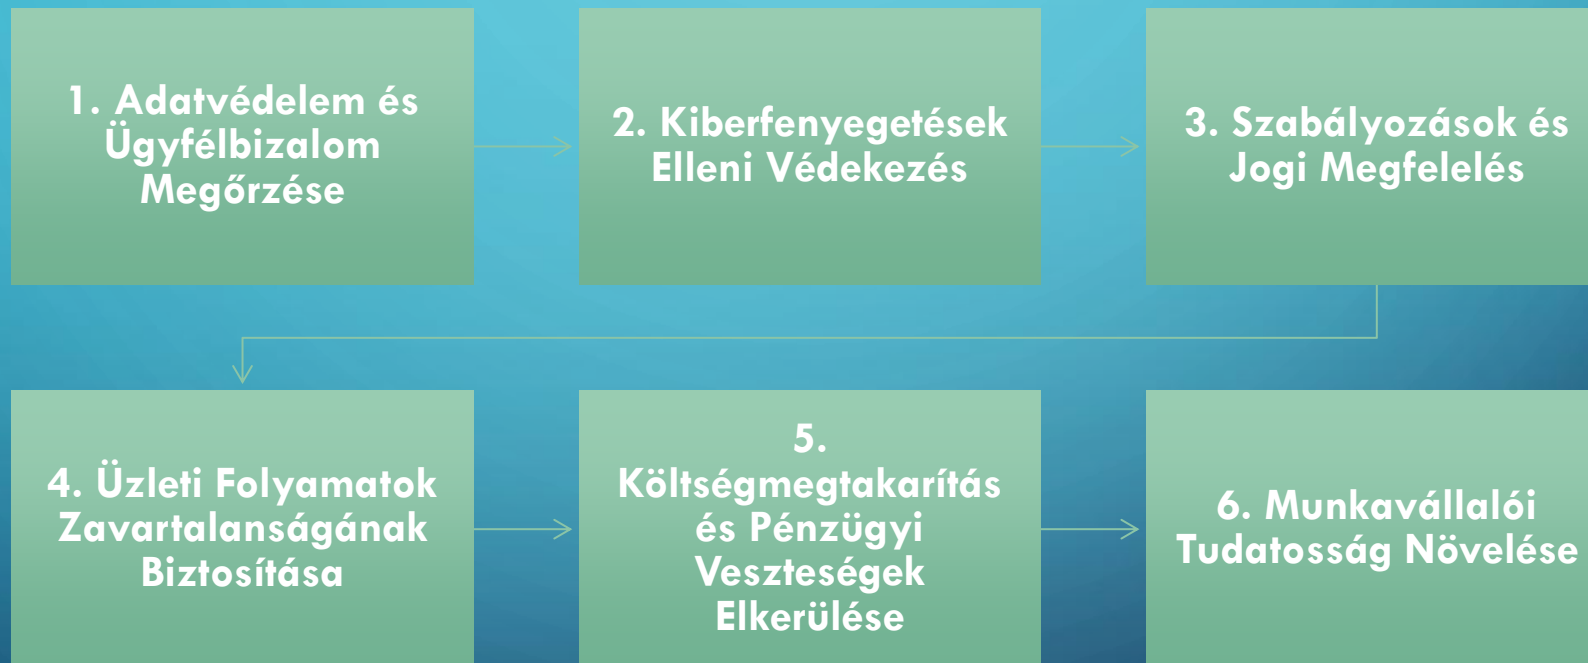 1. Adatvédelem és
Ügyfélbizalom
Megőrzése
2. Kiberfenyegetések
Elleni Védekezés
3. Szabályozások és
Jogi Megfelelés
4. Üzleti Folyamatok
Zavartalanságának
Biztosítása
5.
Költségmegtakarítás
és Pénzügyi
Veszteségek
Elkerülése
6. Munkavállalói
Tudatosság Növelése